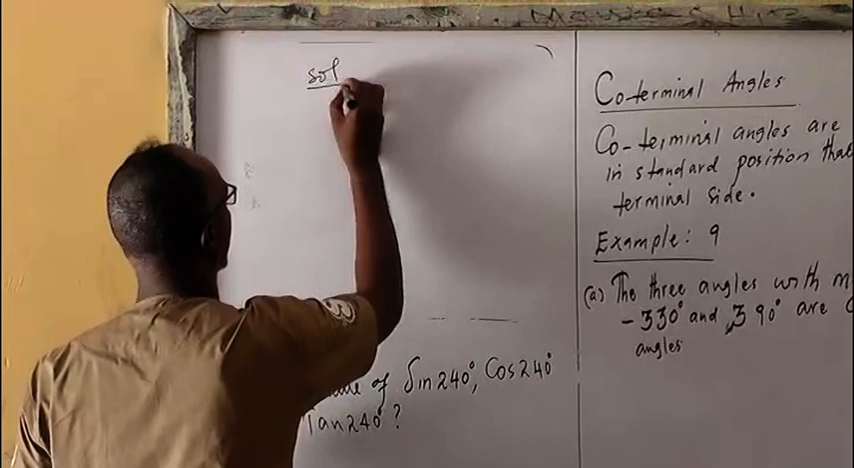 sol
alue of Sin240°, Cos240°
Tan240°?
Co-terminal Angles
Co-terminal angles are
in standard position that
terminal side.
Example: 9
(a) The three angles with m
-330° and, 390° are
angles